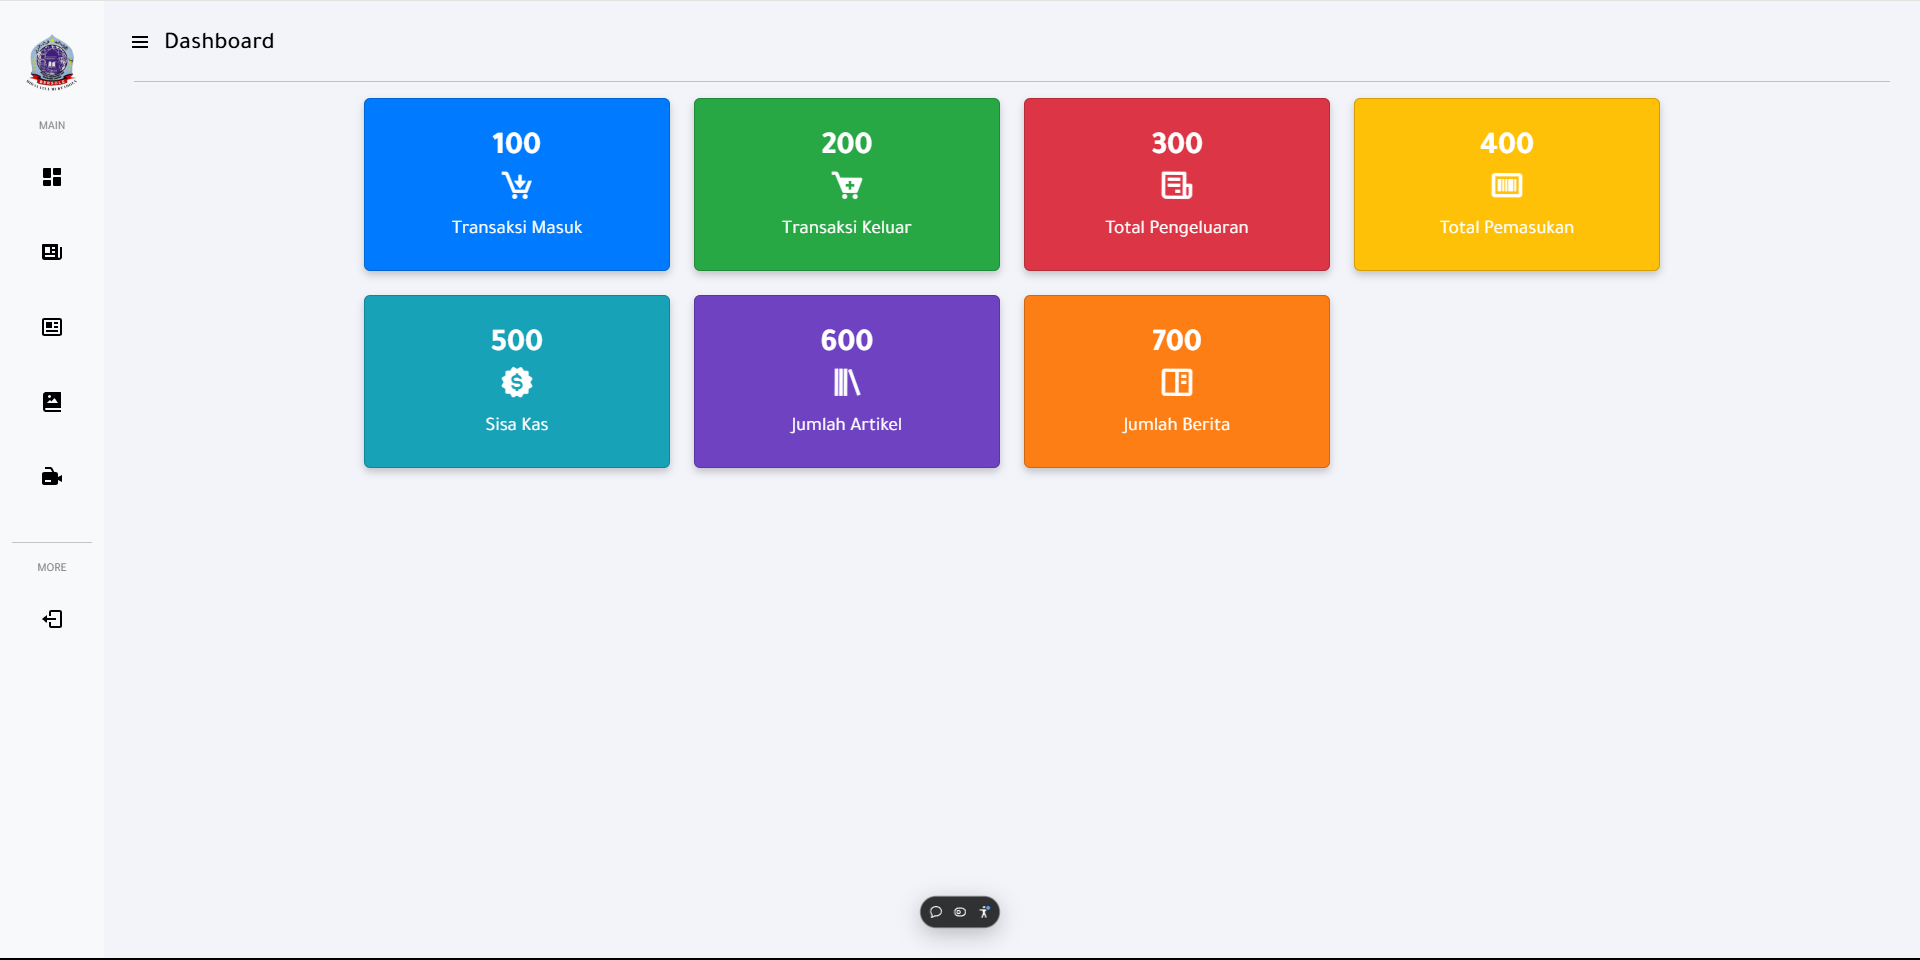 Dashboard
MAIN
100
Transaksi Masuk
200
Transaksi Keluar
300
Total Pengeluaran
400
Total Pemasukan
500
Sisa Kas
600
Jumlah Artikel
700
Jumlah Berita
MORE